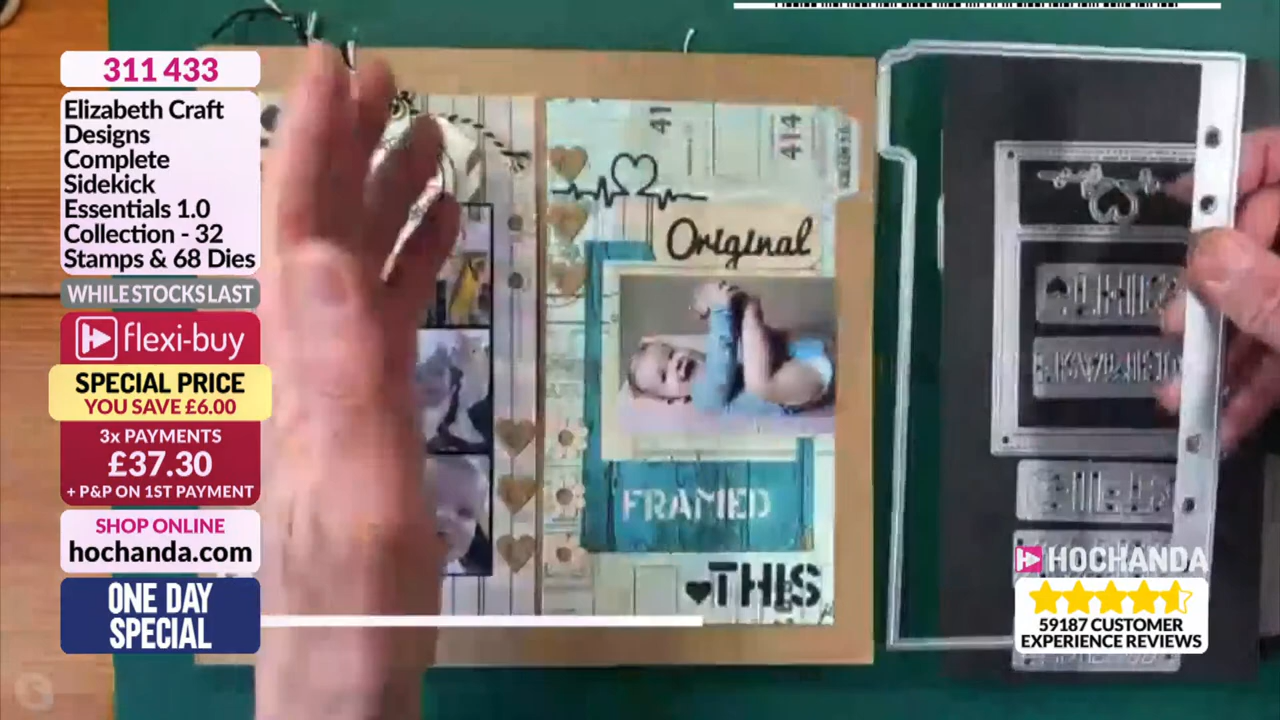 311 433
Elizabeth Craft
Designs
Complete
Sidekick
Essentials 1.0
Collection - 32
Stamps & 68 Dies
WHILE STOCKS LAST
flexi-buy
SPECIAL PRICE
YOU SAVE £6.00
3x PAYMENTS
£37.30
+ P&P ON 1ST PAYMENT
SHOP ONLINE
hochanda.com
ONE DAY
SPECIAL
41
414
Original
FRAMED
THIS
HOCHANDA
59187 CUSTOMER
EXPERIENCE REVIEWS